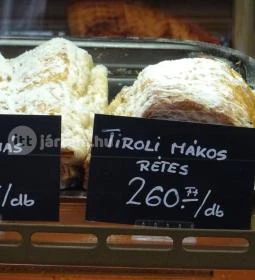 TIROLI MÁKOS
RÉTES
260.- Ft/db
/db